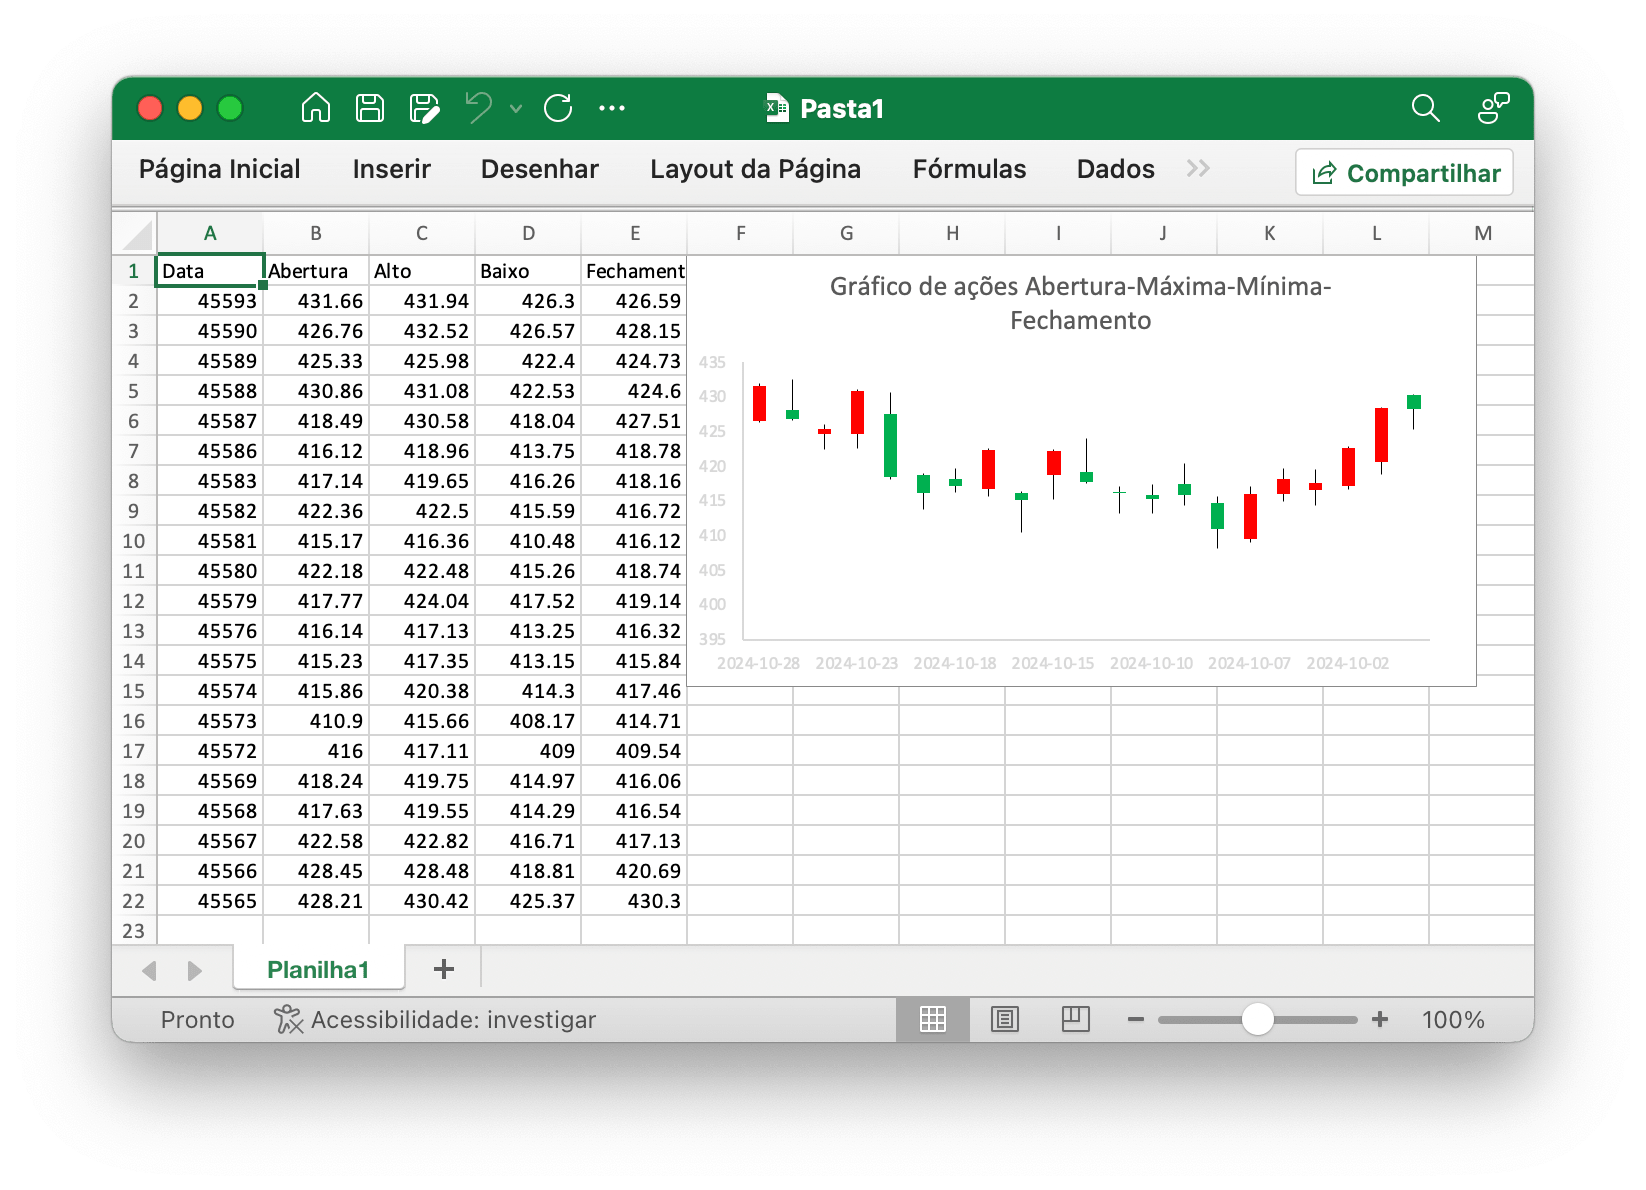 Pasta1
Página Inicial Inserir Desenhar Layout da Página Fórmulas Dados Compartilhar
A B C D E F G H I J K L M
1 Data Abertura Alto Baixo Fechament
2 45593 431.66 431.94 426.3 426.59
3 45590 426.76 432.52 426.57 428.15
4 45589 425.33 425.98 422.4 424.73
5 45588 430.86 431.08 422.53 424.6
6 45587 418.49 430.58 418.04 427.51
7 45586 416.12 418.96 413.75 418.78
8 45583 417.14 419.65 416.26 418.16
9 45582 422.36 422.5 415.59 416.72
10 45581 415.17 416.36 410.48 416.12
11 45580 422.18 422.48 415.26 418.74
12 45579 417.77 424.04 417.52 419.14
13 45576 416.14 417.13 413.25 416.32
14 45575 415.23 417.35 413.15 415.84
15 45574 415.86 420.38 414.3 417.46
16 45573 410.9 415.66 408.17 414.71
17 45572 416 417.11 409 409.54
18 45569 418.24 419.75 414.97 416.06
19 45568 417.63 419.55 414.29 416.54
20 45567 422.58 422.82 416.71 417.13
21 45566 428.45 428.48 418.81 420.69
22 45565 428.21 430.42 425.37 430.3
23
Gráfico de ações Abertura-Máxima-Mínima-
Fechamento
435
430
425
420
415
410
405
400
395
2024-10-28 2024-10-23 2024-10-18 2024-10-15 2024-10-10 2024-10-07 2024-10-02
Planilha1
Pronto Acessibilidade: investigar 100%